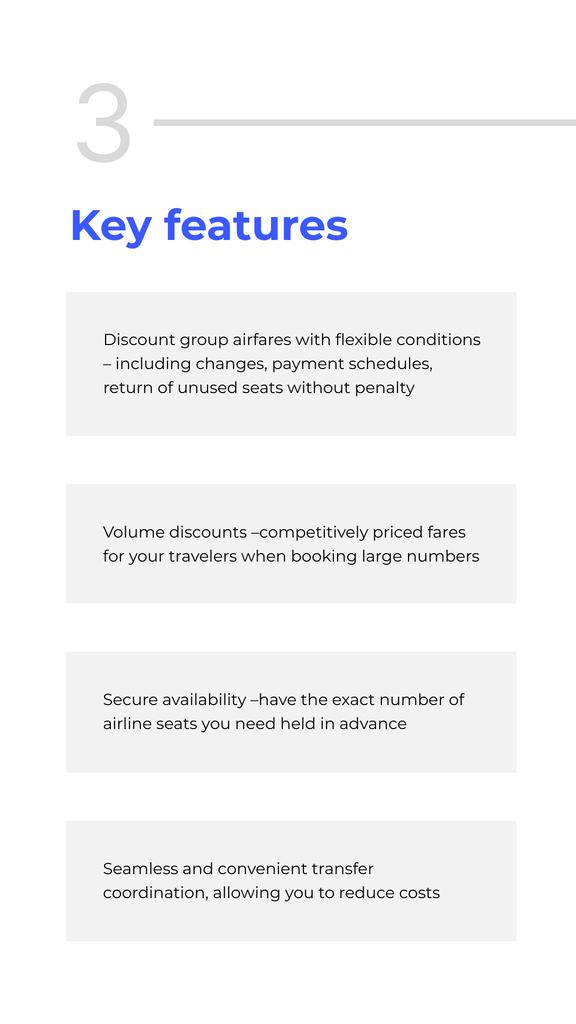 3
Key features
Discount group airfares with flexible conditions
– including changes, payment schedules,
return of unused seats without penalty
Volume discounts –competitively priced fares
for your travelers when booking large numbers
Secure availability –have the exact number of
airline seats you need held in advance
Seamless and convenient transfer
coordination, allowing you to reduce costs